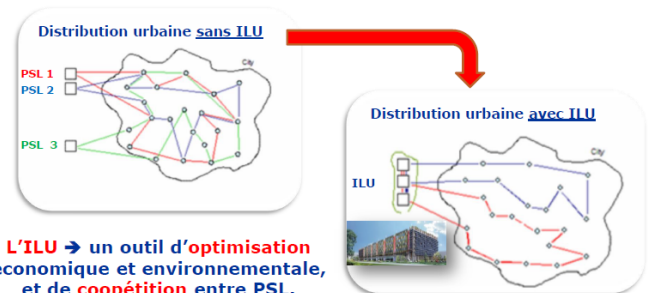 Distribution urbaine sans ILU
City
PSL 1
PSL 2
PSL 3
Distribution urbaine avec ILU
City
ILU
L'ILU ➔ un outil d'optimisation
économique et environnementale,
et de coopétition entre PSL.